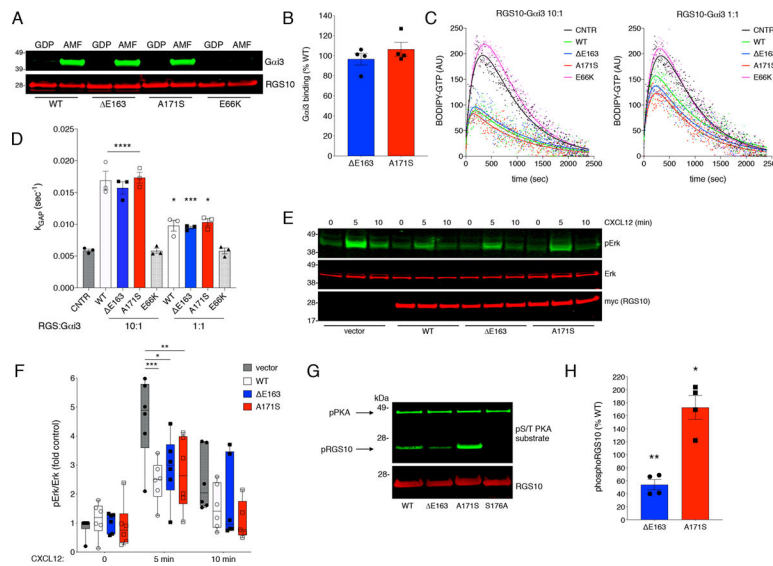 A
GDP AMF GDP AMF GDP AMF GDP AMF
49-
39-
Gαi3
28-
RGS10
WT ΔE163 A171S E66K
B
Gαi3 binding (% WT)
150
100
50
0
ΔE163 A171S
C
RGS10-Gαi3 10:1
BODIPY-GTP (AU)
250
200
150
100
50
0
0 500 1000 1500 2000 2500
time (sec)
CNTR
WT
ΔE163
A171S
E66K
RGS10-Gαi3 1:1
BODIPY-GTP (AU)
250
200
150
100
50
0
0 500 1000 1500 2000 2500
time (sec)
CNTR
WT
ΔE163
A171S
E66K
D
kGAP (sec-1)
0.025
0.020
0.015
0.010
0.005
0.000
****
* *** *
CNTR WT ΔE163 A171S E66K WT ΔE163 A171S E66K
RGS:Gαi3 10:1 1:1
E
0 5 10 0 5 10 0 5 10 0 5 10 CXCL12 (min)
49-
38-
pErk
49-
38-
Erk
28-
17-
myc (RGS10)
vector WT ΔE163 A171S
F
pErk/Erk (fold control)
6
5
4
3
2
1
0
**
*
***
vector
WT
ΔE163
A171S
CXCL12: 0 5 min 10 min
G
kDa
pPKA
49-
pS/T PKA
substrate
28-
pRGS10
28-
RGS10
WT ΔE163 A171S S176A
H
phosphoRGS10 (% WT)
220
200
180
160
140
120
100
80
60
40
20
0
**
*
ΔE163 A171S